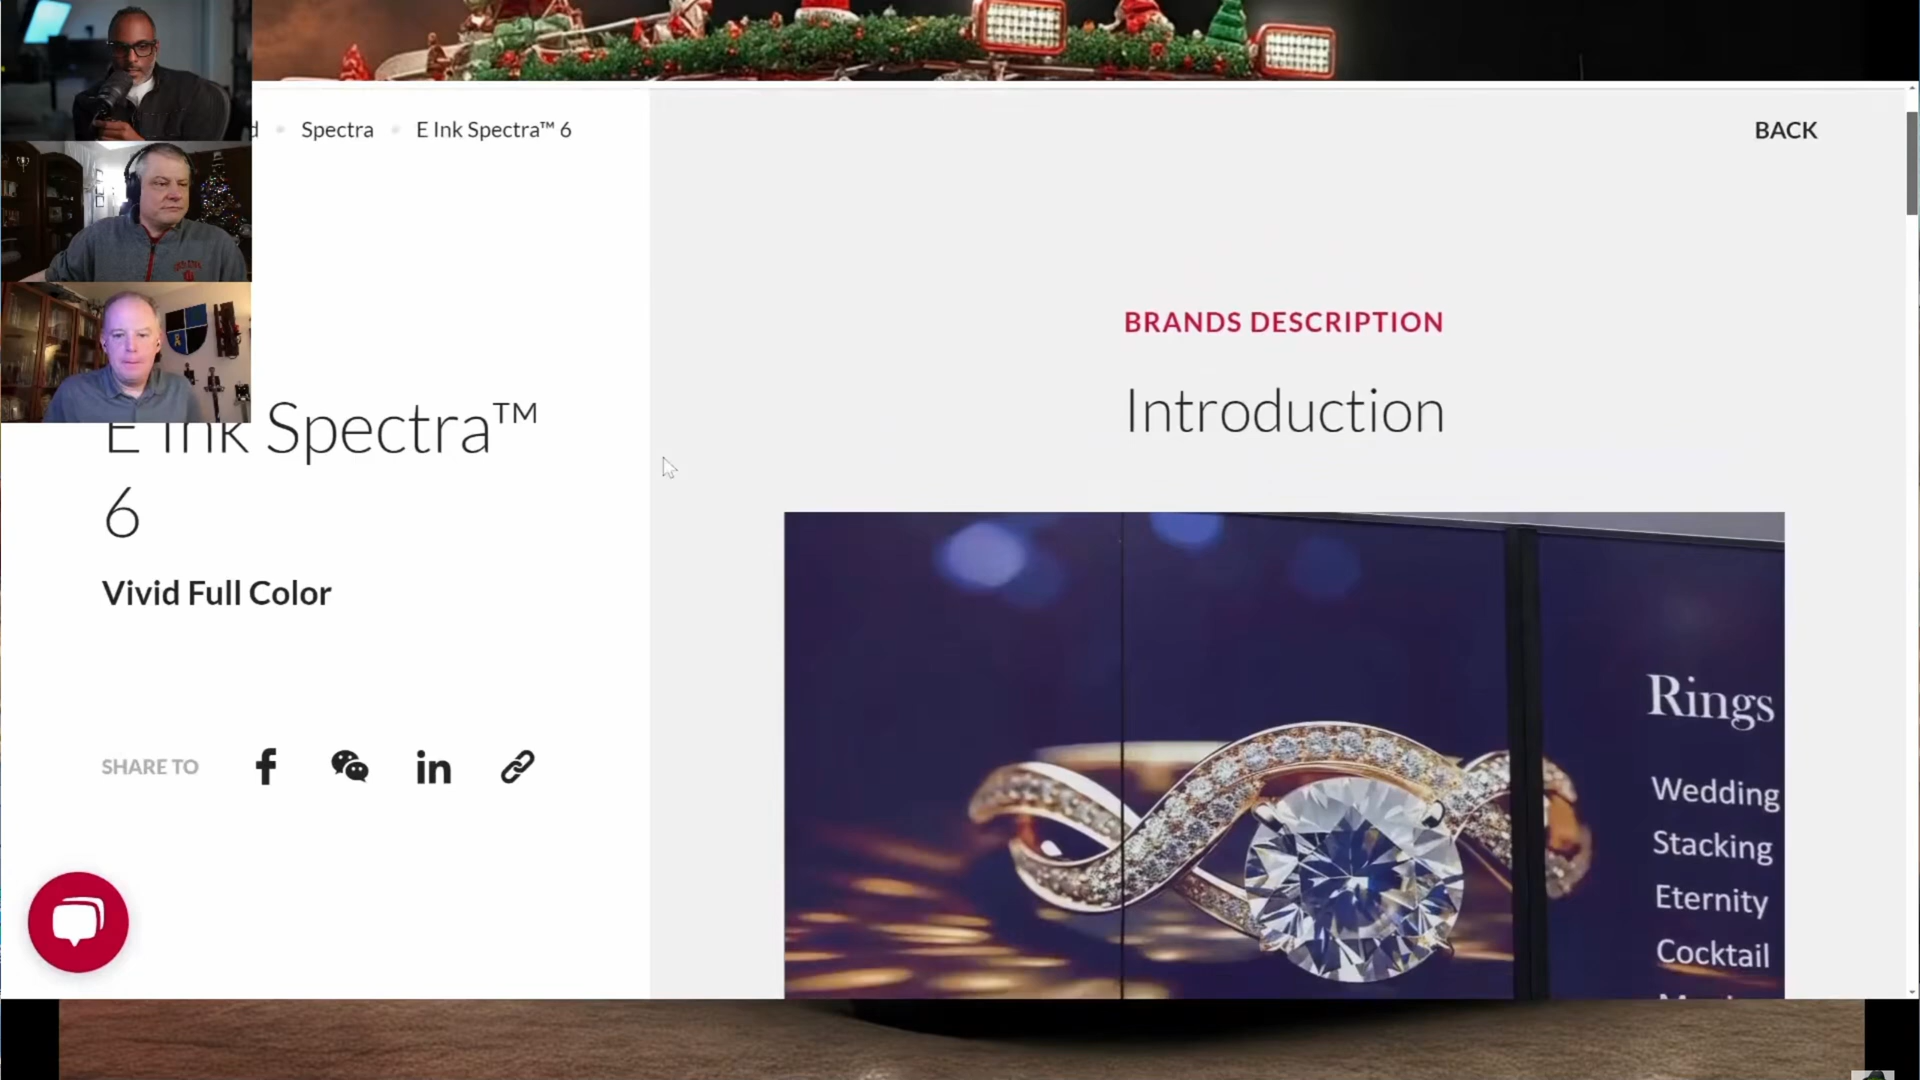 d Spectra E Ink Spectra™ 6
BACK
E Ink Spectra™
6
Vivid Full Color
SHARE TO
BRANDS DESCRIPTION
Introduction
Rings
Wedding
Stacking
Eternity
Cocktail